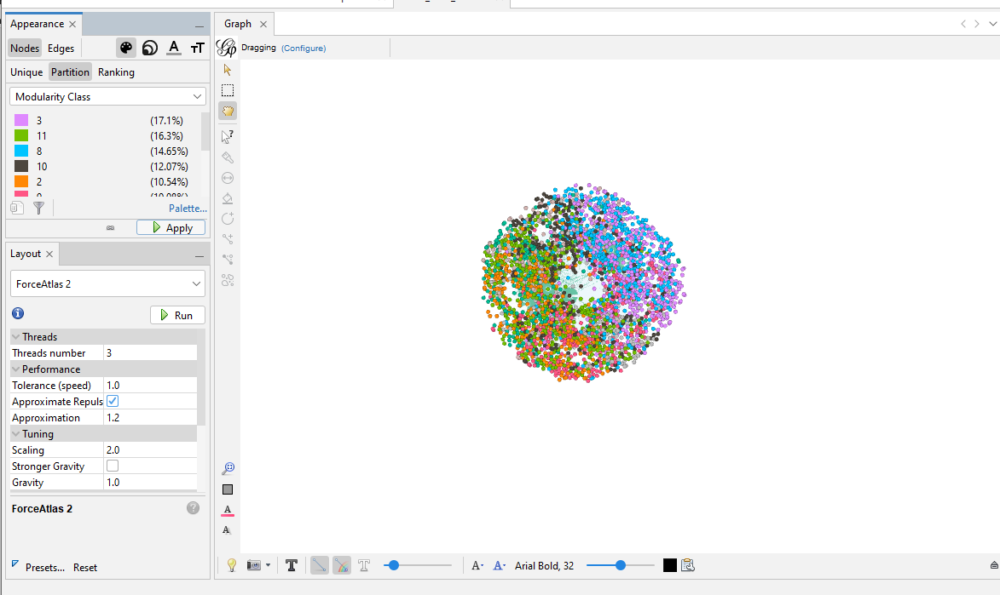 Appearance
Graph
Nodes Edges
Dragging (Configure)
Unique Partition Ranking
Modularity Class
3 (17.1%)
11 (16.3%)
8 (14.65%)
10 (12.07%)
2 (10.54%)
Palette...
Apply
Layout
ForceAtlas 2
Run
Threads
Threads number 3
Performance
Tolerance (speed) 1.0
Approximate Repuls
Approximation 1.2
Tuning
Scaling 2.0
Stronger Gravity
Gravity 1.0
ForceAtlas 2
Presets... Reset
T T A- A- Arial Bold, 32